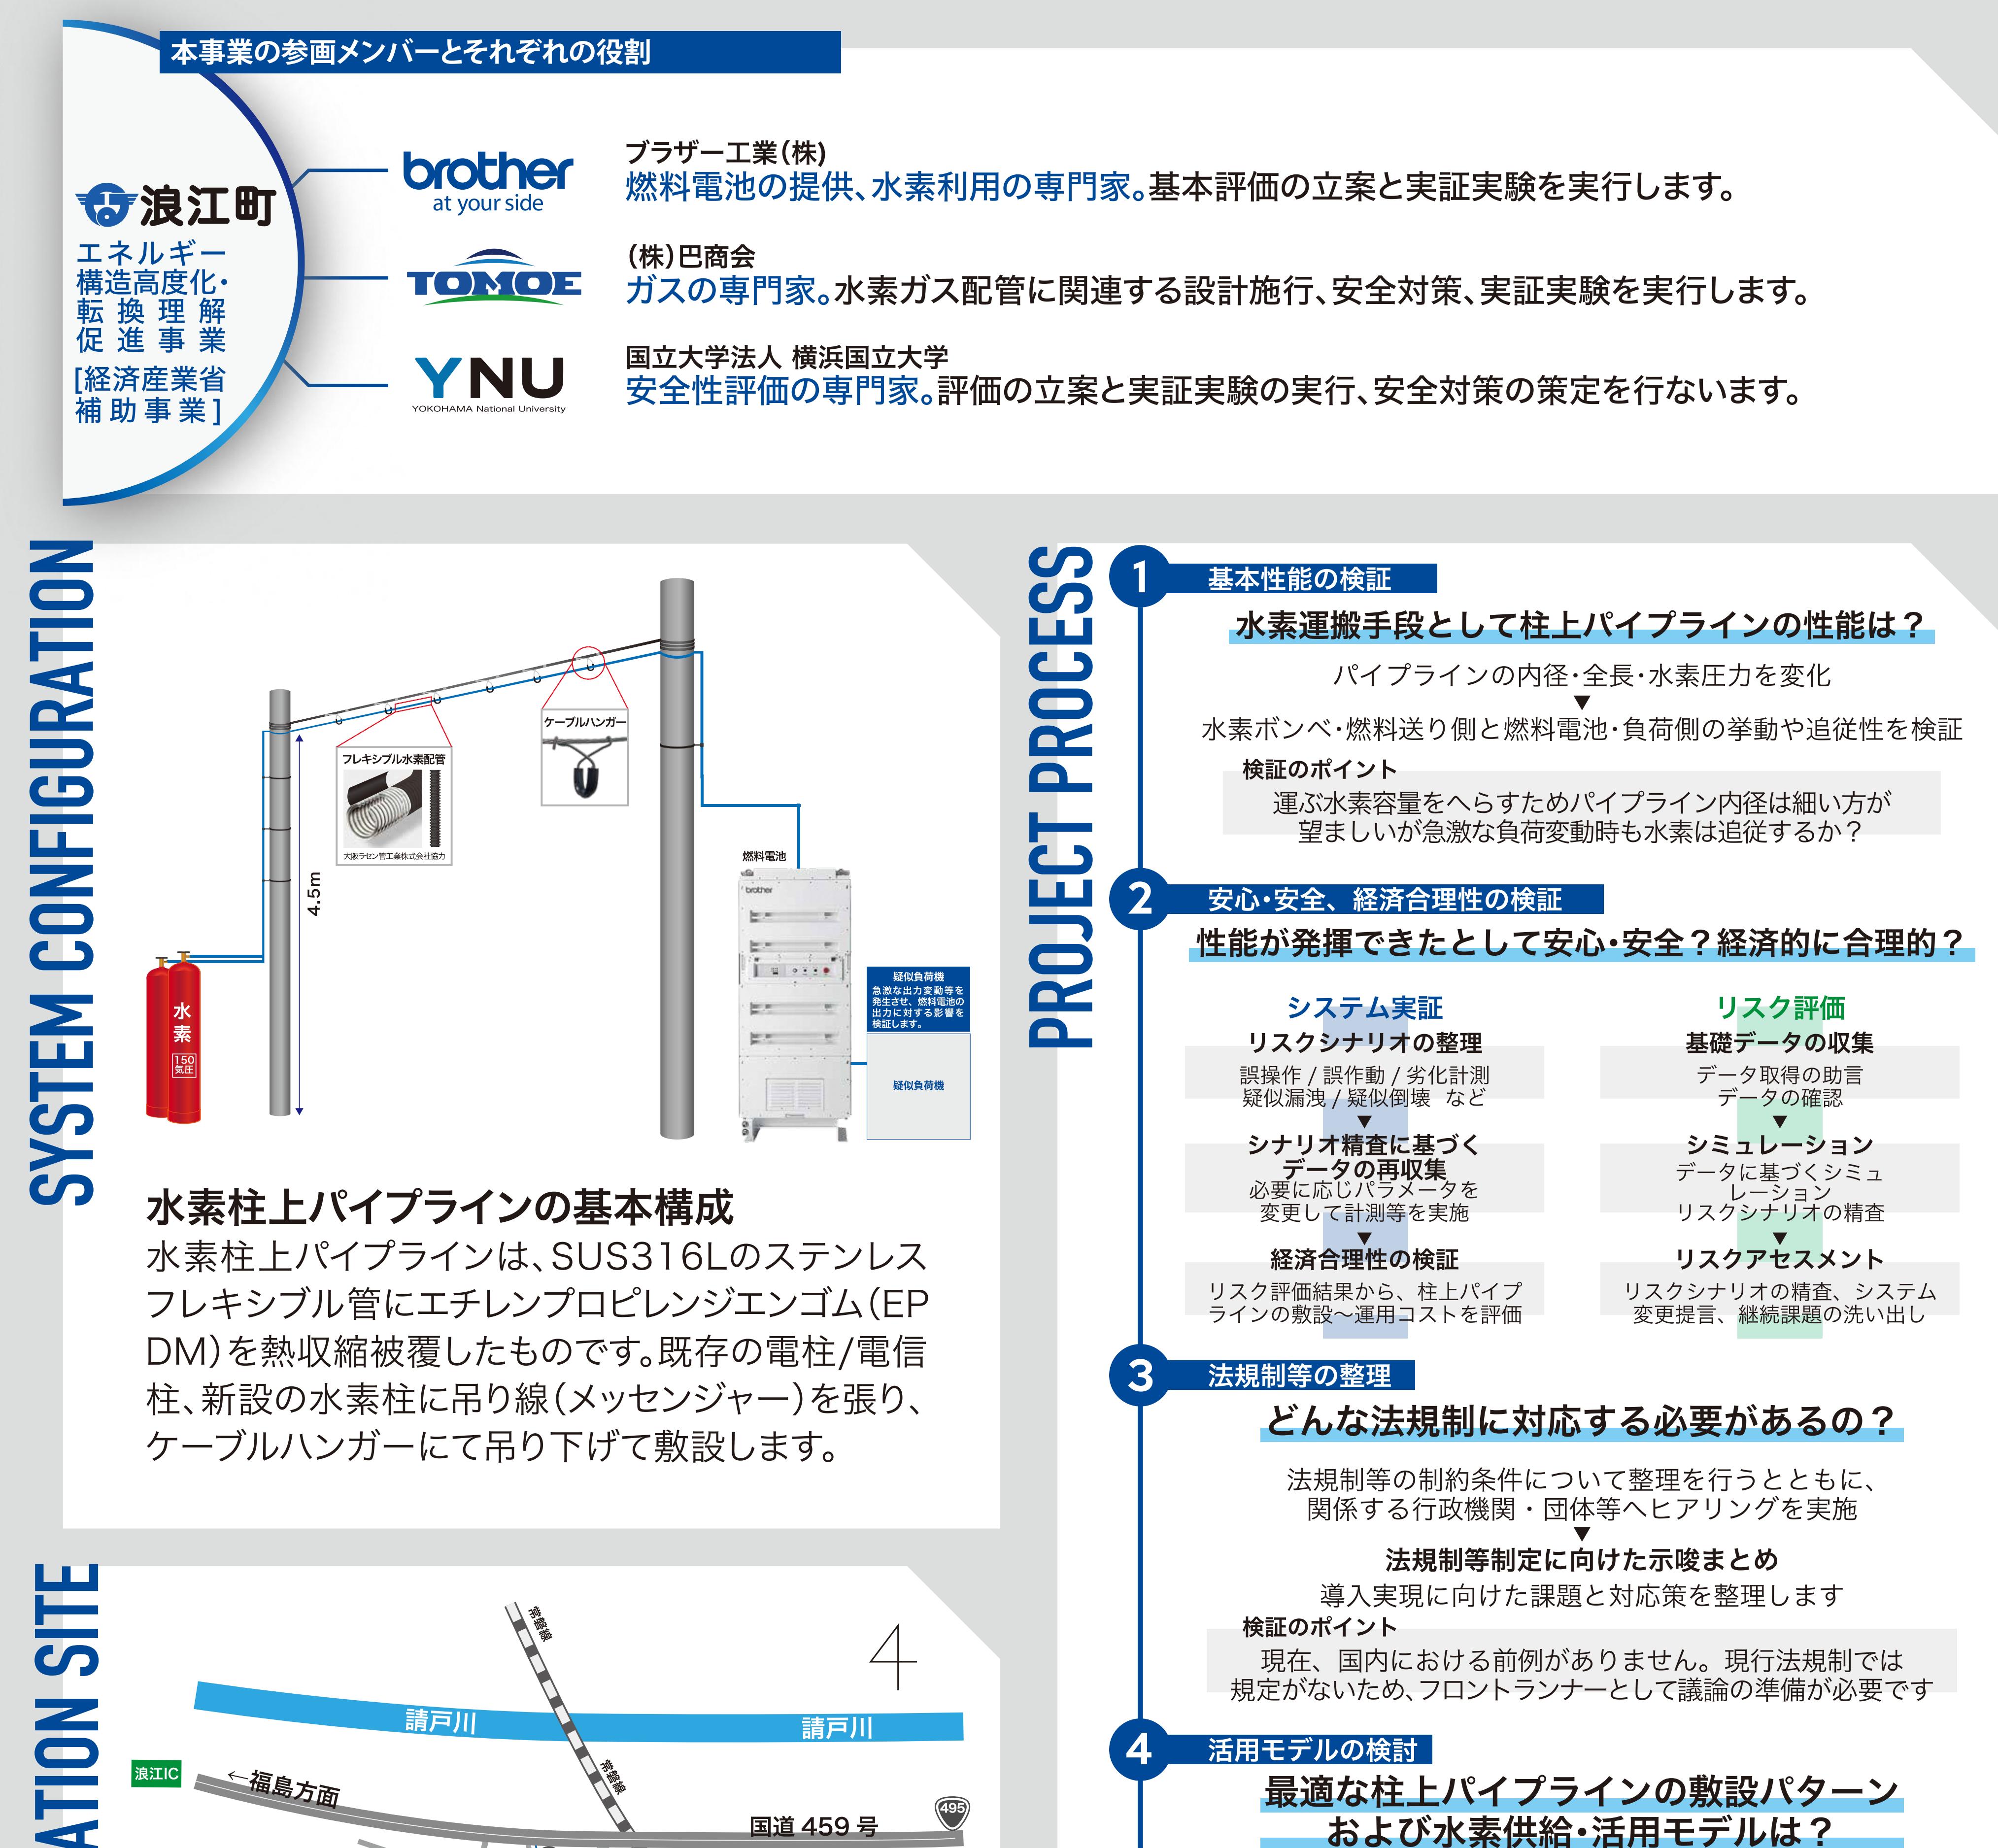 本事業の参画メンバーとそれぞれの役割
浪江町
エネルギー
構造高度化・
転換理解
促進事業
[経済産業省
補助事業]
brother
at your side
ブラザー工業(株)
燃料電池の提供、水素利用の専門家。基本評価の立案と実証実験を実行します。
TOMOE
(株)巴商会
ガスの専門家。水素ガス配管に関連する設計施行、安全対策、実証実験を実行します。
YNU
YOKOHAMA National University
国立大学法人 横浜国立大学
安全性評価の専門家。評価の立案と実証実験の実行、安全対策の策定を行ないます。
SYSTEM CONFIGURATION
ケーブルハンガー
フレキシブル水素配管
大阪ラセン管工業株式会社協力
4.5m
燃料電池
brother
水素
150
気圧
疑似負荷機
急激な出力変動等を
発生させ、燃料電池の
出力に対する影響を
検証します。
疑似負荷機
水素柱上パイプラインの基本構成
水素柱上パイプラインは、SUS316Lのステンレス
フレキシブル管にエチレンプロピレンジエンゴム(EP
DM)を熱収縮被覆したものです。既存の電柱/電信
柱、新設の水素柱に吊り線(メッセンジャー)を張り、
ケーブルハンガーにて吊り下げて敷設します。
ATION SITE
常磐線
4
請戸川
請戸川
常磐線
浪江IC
←福島方面
国道 459 号
495
PROJECT PROCESS
1
基本性能の検証
水素運搬手段として柱上パイプラインの性能は?
パイプラインの内径・全長・水素圧力を変化
▼
水素ボンベ・燃料送り側と燃料電池・負荷側の挙動や追従性を検証
検証のポイント
運ぶ水素容量をへらすためパイプライン内径は細い方が
望ましいが急激な負荷変動時も水素は追従するか?
2
安心・安全、経済合理性の検証
性能が発揮できたとして安心・安全?経済的に合理的?
システム実証
リスクシナリオの整理
誤操作 / 誤作動 / 劣化計測
疑似漏洩 / 疑似倒壊 など
▼
シナリオ精査に基づく
データの再収集
必要に応じパラメータを
変更して計測等を実施
▼
経済合理性の検証
リスク評価結果から、柱上パイプ
ラインの敷設〜運用コストを評価
リスク評価
基礎データの収集
データ取得の助言
データの確認
▼
シミュレーション
データに基づくシミュ
レーション
リスクシナリオの精査
▼
リスクアセスメント
リスクシナリオの精査、システム
変更提言、継続課題の洗い出し
3
法規制等の整理
どんな法規制に対応する必要があるの?
法規制等の制約条件について整理を行うとともに、
関係する行政機関・団体等へヒアリングを実施
▼
法規制等制定に向けた示唆まとめ
導入実現に向けた課題と対応策を整理します
検証のポイント
現在、国内における前例がありません。現行法規制では
規定がないため、フロントランナーとして議論の準備が必要です
4
活用モデルの検討
最適な柱上パイプラインの敷設パターン
および水素供給・活用モデルは?